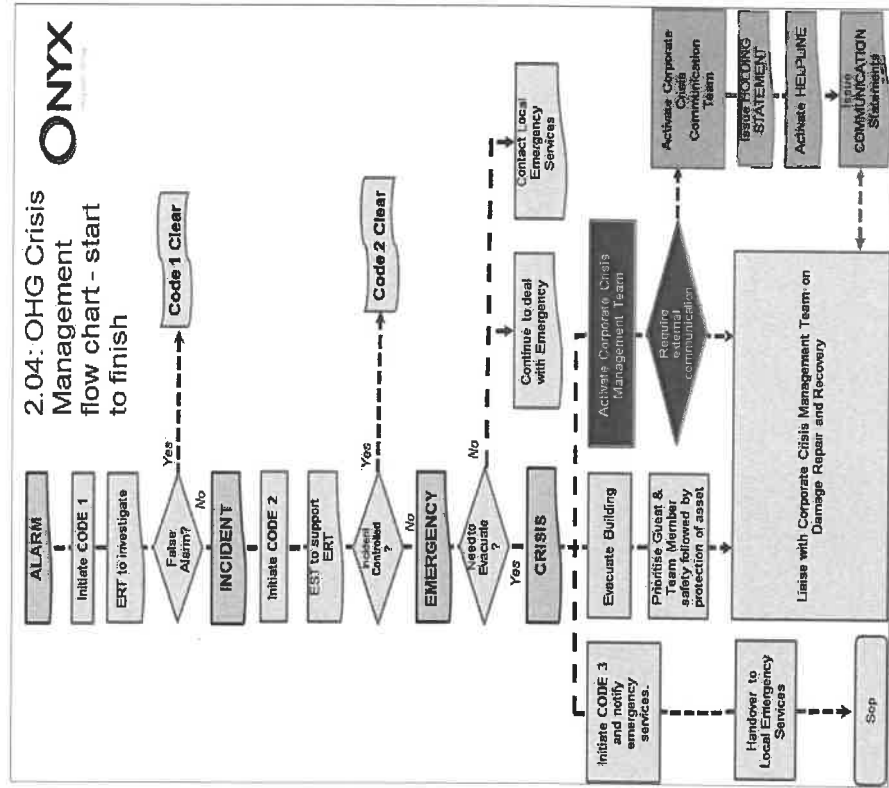 2.04: OHG Crisis
Management
flow chart - start
to finish
ONYX
ALARM
Initiate CODE 1
ERT to investigate
False
Alarm?
Yes
Code 1 Clear
No
INCIDENT
Initiate CODE 2
EST to support
ERT
Incident
Controlled
?
Yes
Code 2 Clear
No
EMERGENCY
Need to
Evacuate
?
No
Continue to deal
with Emergency
Contact Local
Emergency
Services
Yes
CRISIS
Initiate CODE 3
and notify
emergency
services.
Handover to
Local Emergency
Services
Sop
Evacuate Building
Prioritise Guest &
Team Member
safety followed by
protection of asset
Activate Corporate Crisis
Management Team
Require
external
communication
Activate Corporate
Crisis
Communication
Team
Issue HOLDING
STATEMENT
Activate HELPLINE
Issue
COMMUNICATION
Statements
Liaise with Corporate Crisis Management Team on
Damage Repair and Recovery